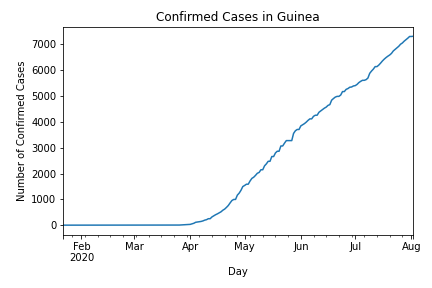 Confirmed Cases in Guinea
Number of Confirmed Cases
7000
6000
5000
4000
3000
2000
1000
0
Feb Mar Apr May Jun Jul Aug
2020
Day